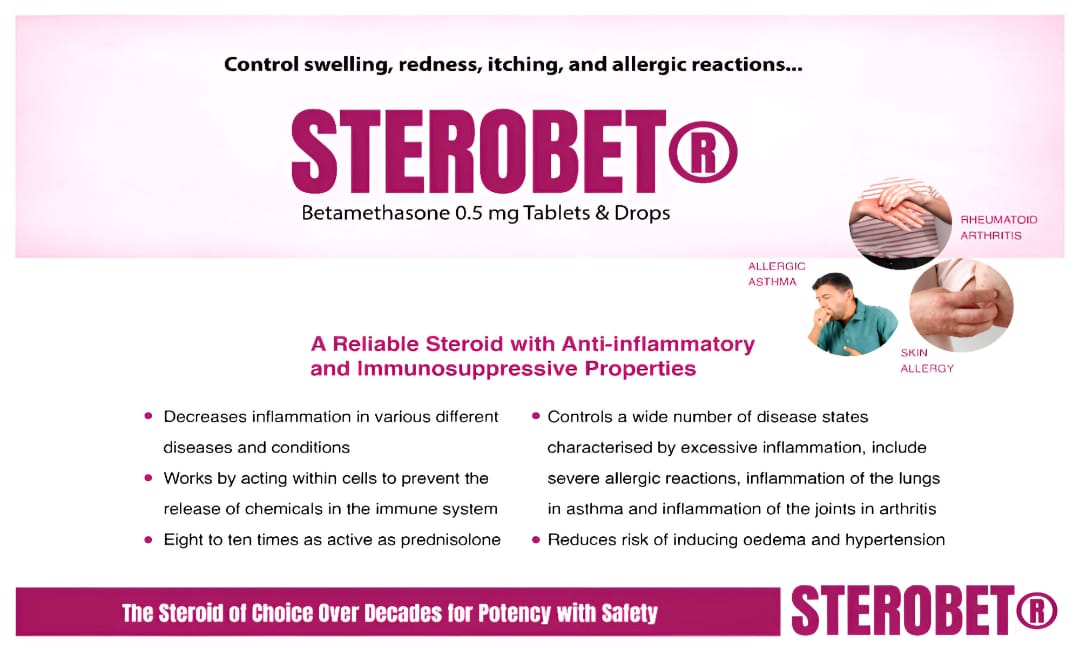 Control swelling, redness, itching, and allergic reactions...
STEROBET®
Betamethasone 0.5 mg Tablets & Drops
RHEUMATOID
ARTHRITIS
ALLERGIC
ASTHMA
SKIN
ALLERGY
A Reliable Steroid with Anti-inflammatory
and Immunosuppressive Properties
• Decreases inflammation in various different
diseases and conditions
• Works by acting within cells to prevent the
release of chemicals in the immune system
• Eight to ten times as active as prednisolone
• Controls a wide number of disease states
characterised by excessive inflammation, include
severe allergic reactions, inflammation of the lungs
in asthma and inflammation of the joints in arthritis
• Reduces risk of inducing oedema and hypertension
The Steroid of Choice Over Decades for Potency with Safety
STEROBET®